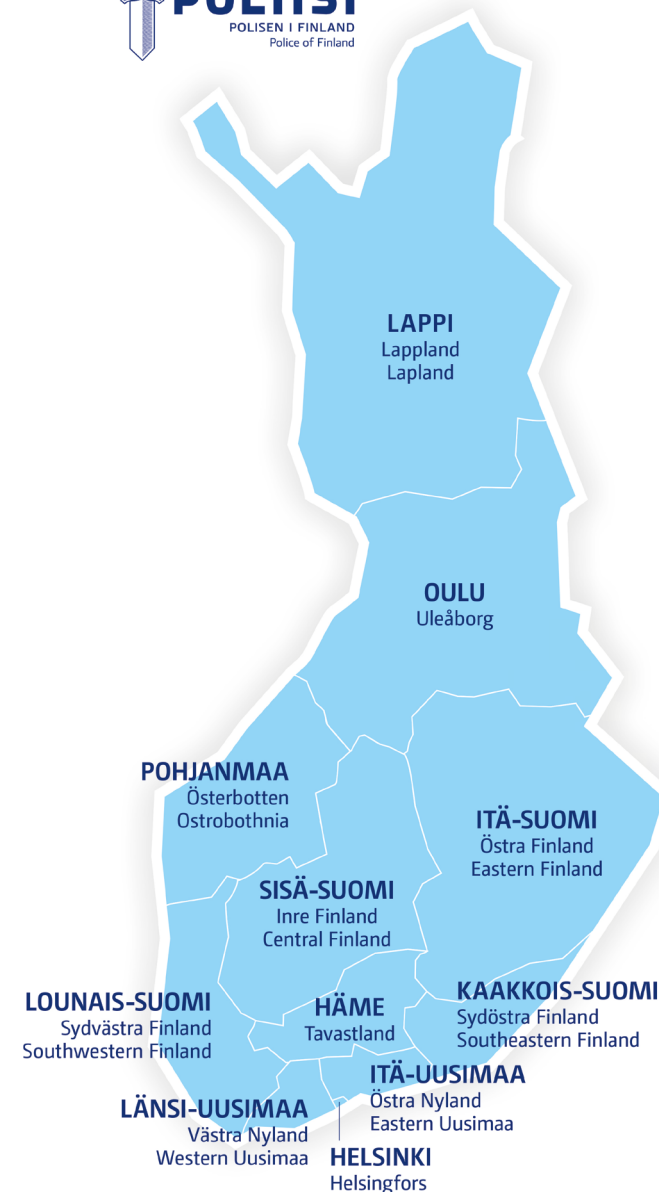 POLIISI
POLISEN I FINLAND
Police of Finland
LAPPI
Lappland
Lapland
OULU
Uleåborg
POHJANMAA
Österbotten
Ostrobothnia
ITÄ-SUOMI
Östra Finland
Eastern Finland
SISÄ-SUOMI
Inre Finland
Central Finland
LOUNAIS-SUOMI
Sydvästra Finland
Southwestern Finland
HÄME
Tavastland
KAAKKOIS-SUOMI
Sydöstra Finland
Southeastern Finland
ITÄ-UUSIMAA
Östra Nyland
Eastern Uusimaa
LÄNSI-UUSIMAA
Västra Nyland
Western Uusimaa
HELSINKI
Helsingfors